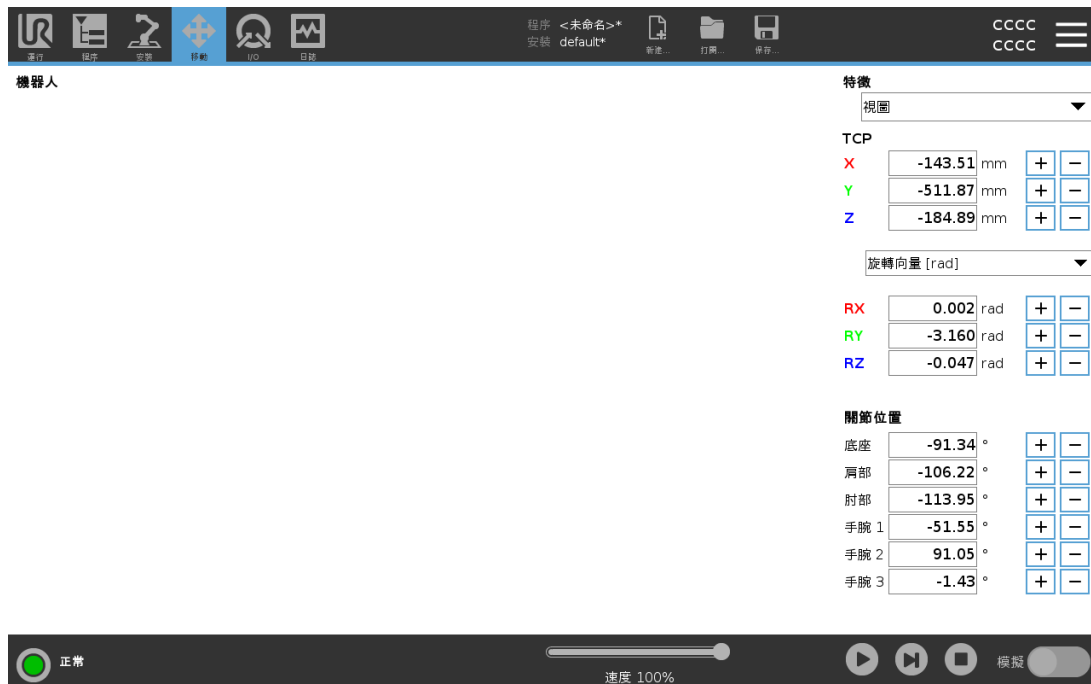 程序 <未命名>*
安裝 default*
CCCC
CCCC
運行 程序 安裝 移動 I/O 日誌 新建... 打開... 保存...
機器人
特徵
視圖
TCP
X -143.51 mm + −
Y -511.87 mm + −
Z -184.89 mm + −
旋轉向量 [rad]
RX 0.002 rad + −
RY -3.160 rad + −
RZ -0.047 rad + −
關節位置
底座 -91.34 ° + −
肩部 -106.22 ° + −
肘部 -113.95 ° + −
手腕 1 -51.55 ° + −
手腕 2 91.05 ° + −
手腕 3 -1.43 ° + −
正常
速度 100%
模擬